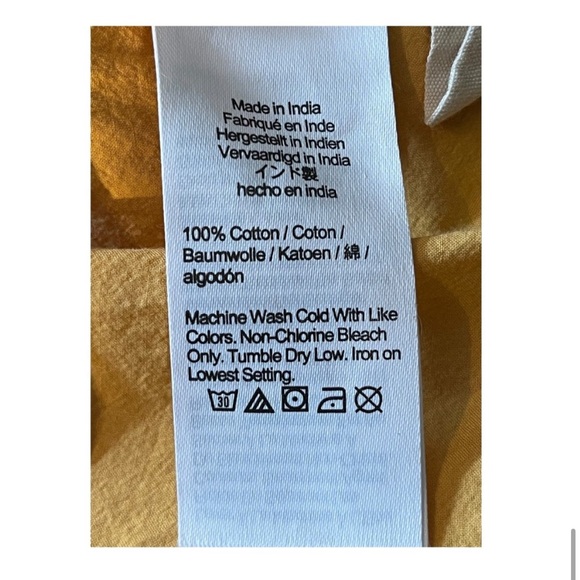 Made in India
Fabriqué en Inde
Hergestellt in Indien
Vervaardigd in India
インド製
hecho en india
100% Cotton / Coton /
Baumwolle / Katoen / 綿 /
algodón
Machine Wash Cold With Like
Colors. Non-Chlorine Bleach
Only. Tumble Dry Low. Iron on
Lowest Setting.
30